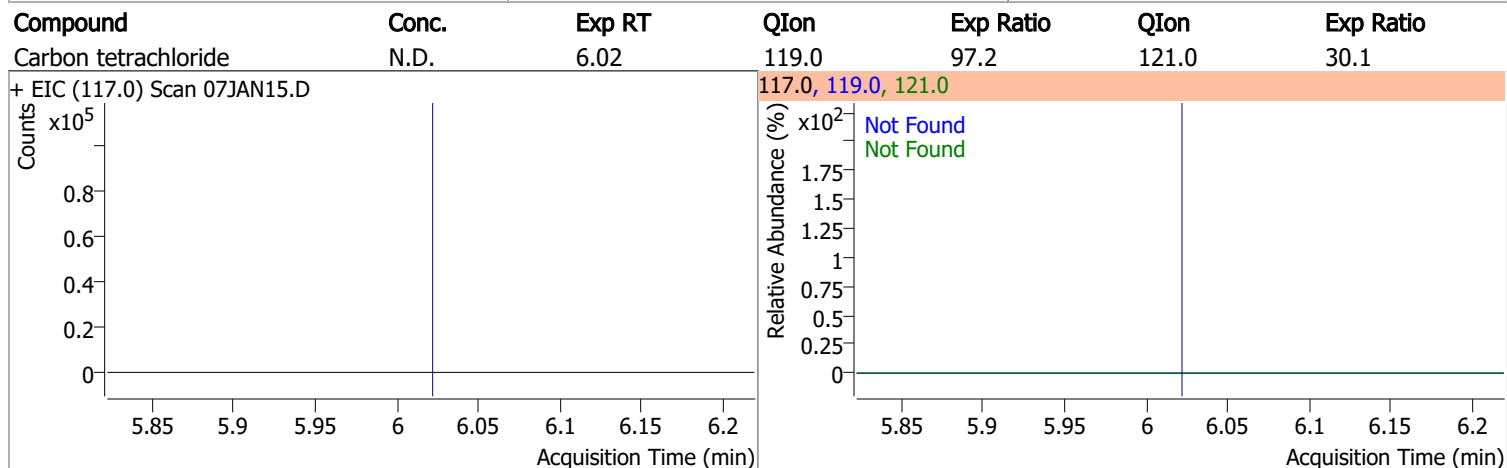 Compound Conc. Exp RT QIon Exp Ratio QIon Exp Ratio
Carbon tetrachloride N.D. 6.02 119.0 97.2 121.0 30.1
+ EIC (117.0) Scan 07JAN15.D
Counts
x10⁵
0.8
0.6
0.4
0.2
0
5.85 5.9 5.95 6 6.05 6.1 6.15 6.2
Acquisition Time (min)
117.0, 119.0, 121.0
Relative Abundance (%)
x10²
Not Found
Not Found
1.75
1.5
1.25
1
0.75
0.5
0.25
0
5.85 5.9 5.95 6 6.05 6.1 6.15 6.2
Acquisition Time (min)